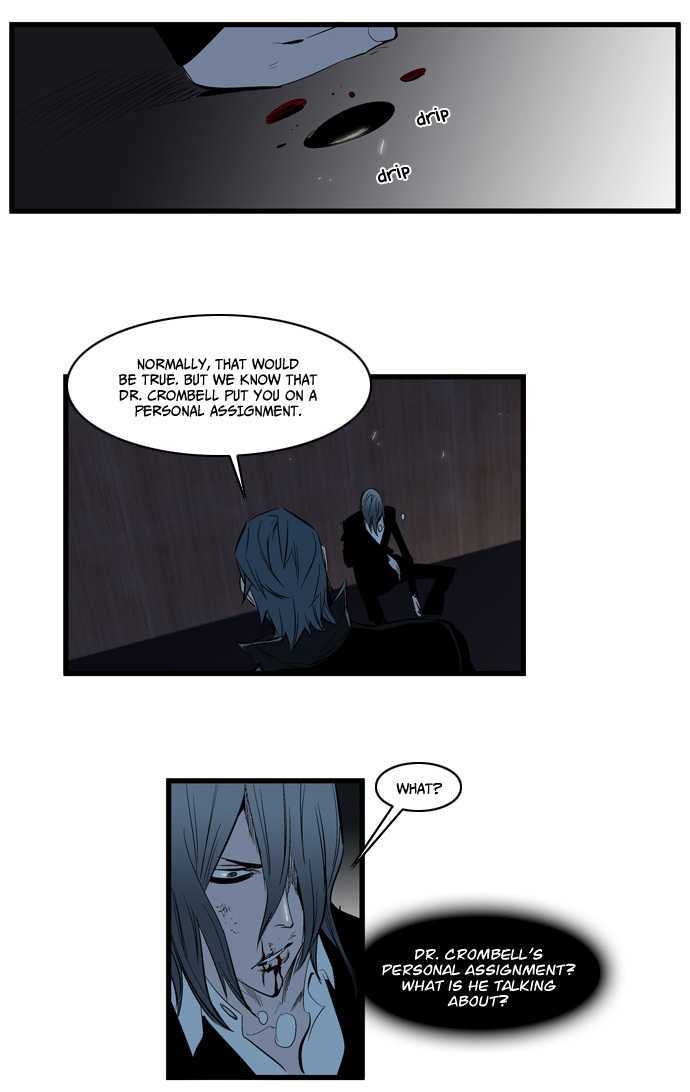 drip
drip
NORMALLY, THAT WOULD
BE TRUE. BUT WE KNOW THAT
DR. CROMBELL PUT YOU ON A
PERSONAL ASSIGNMENT.
WHAT?
DR. CROMBELL'S
PERSONAL ASSIGNMENT?
WHAT IS HE TALKING
ABOUT?